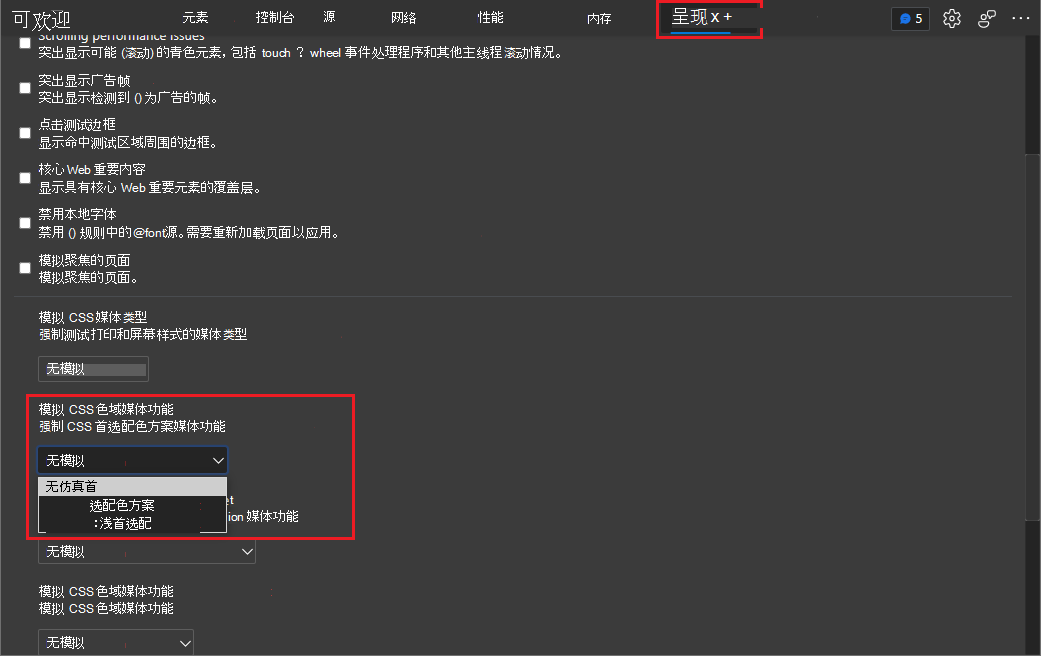 可欢迎 元素 控制台 源 网络 性能 内存 呈现 x + 5
Scrolling performance issues
突出显示可能 (滚动)的青色元素，包括 touch ？ wheel 事件处理程序和其他主线程滚动情况。
突出显示广告帧
突出显示检测到 ()为广告的帧。
点击测试边框
显示命中测试区域周围的边框。
核心Web 重要内容
显示具有核心 Web 重要元素的覆盖层。
禁用本地字体
禁用 () 规则中的@font源。需要重新加载页面以应用。
模拟聚焦的页面
模拟聚焦的页面。
模拟 CSS媒体类型
强制测试打印和屏幕样式的媒体类型
无模拟
模拟 CSS色域媒体功能
强制 CSS 首选配色方案媒体功能
无模拟
无仿真首
选配色方案
:浅首选配
et
ion 媒体功能
无模拟
模拟 CSS色域媒体功能
模拟 CSS色域媒体功能
无模拟